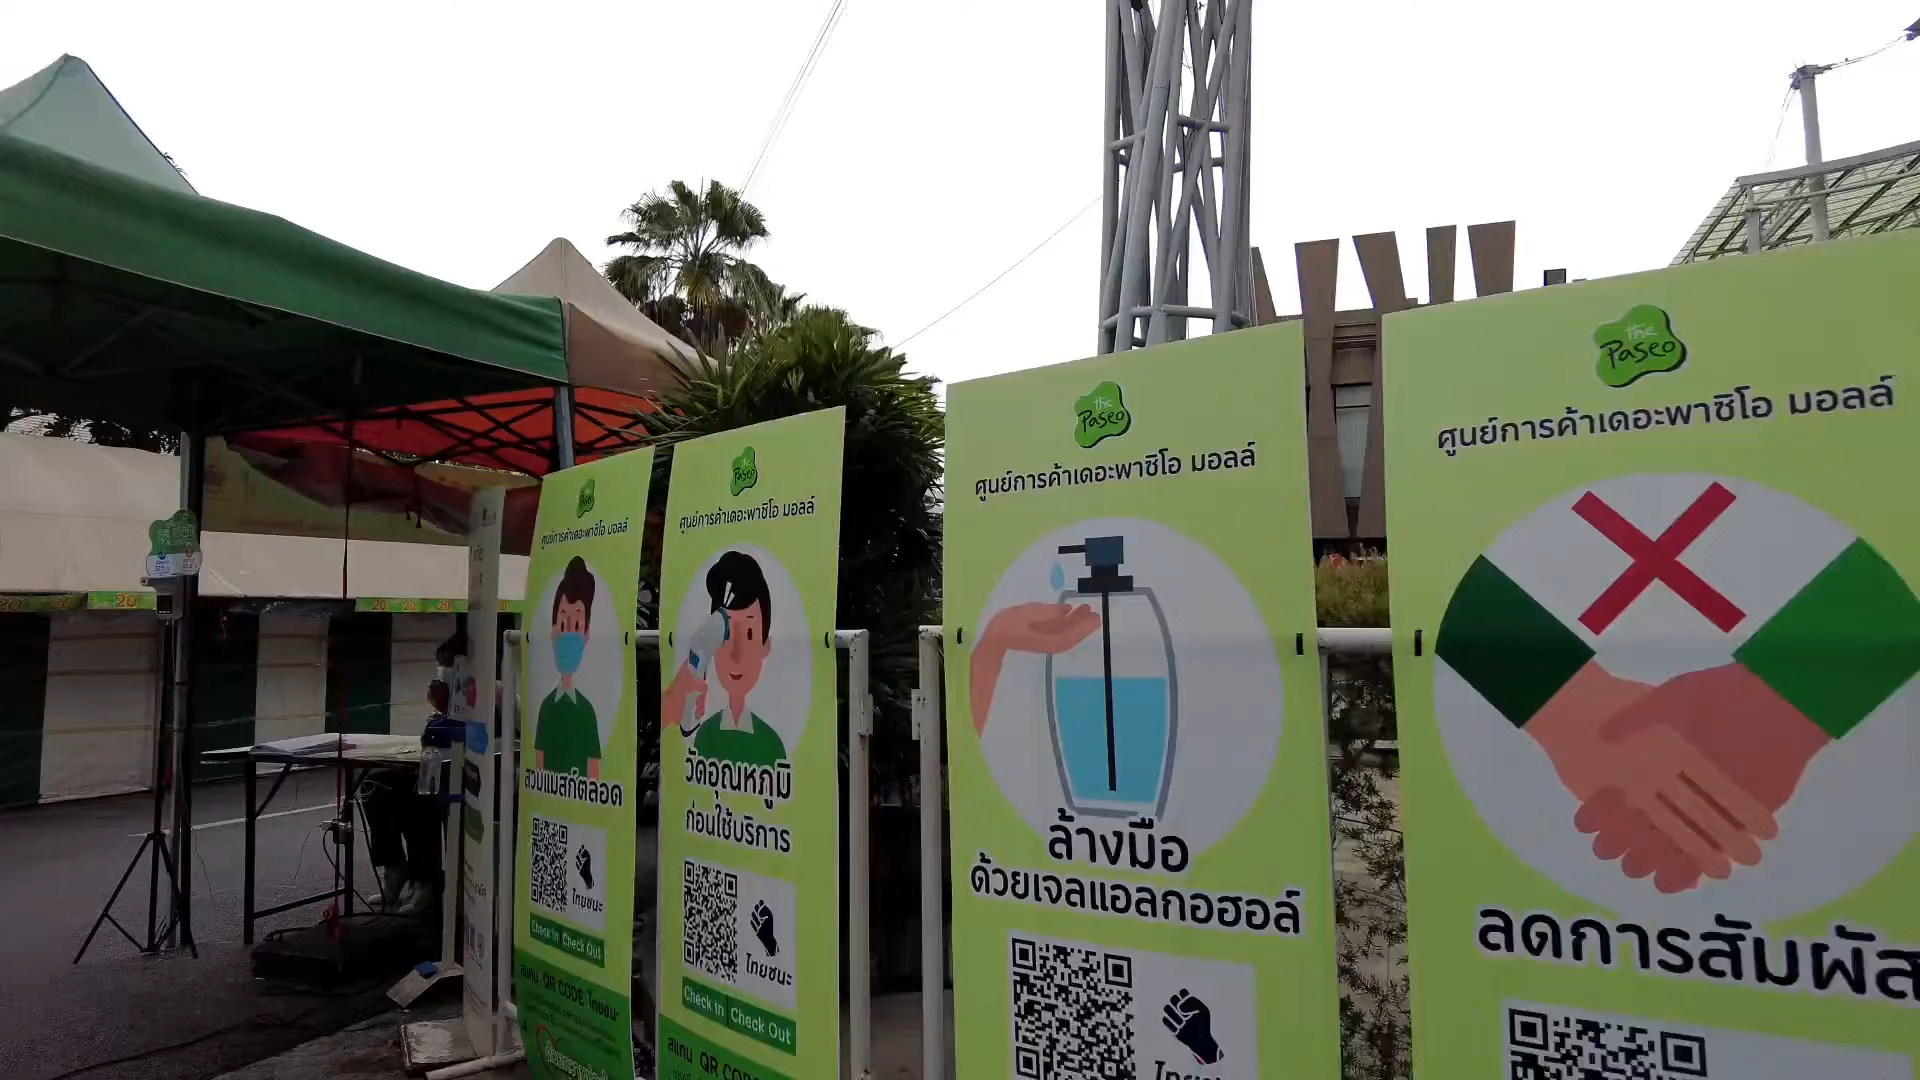 the
Paseo
ศูนย์การค้าเดอะพาซิโอ มอลล์
สวมแมสก์ตลอด
ไทยชนะ
Check in Check Out
สแกน QR CODE ไทยชนะ
the
Paseo
ศูนย์การค้าเดอะพาซิโอ มอลล์
วัดอุณหภูมิ
ก่อนใช้บริการ
ไทยชนะ
Check in Check Out
สแกน QR CODE
the
Paseo
ศูนย์การค้าเดอะพาซิโอ มอลล์
ล้างมือ
ด้วยเจลแอลกอฮอล์
the
Paseo
ศูนย์การค้าเดอะพาซิโอ มอลล์
ลดการสัมผัส
20 20 20
20 20 20 20